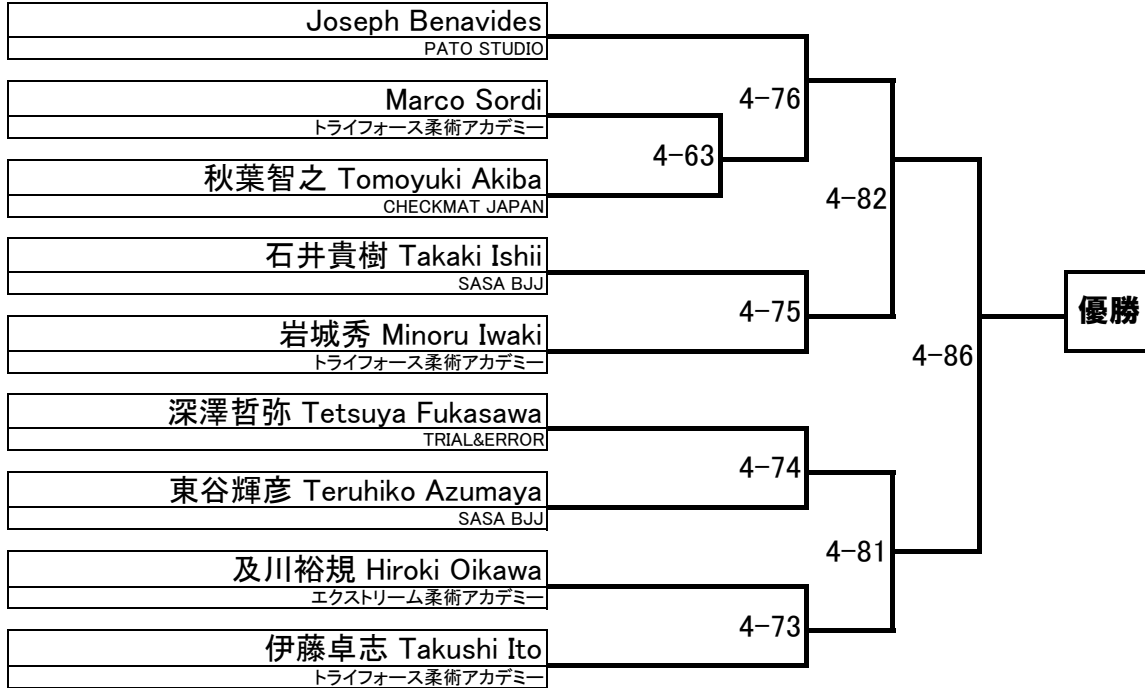 Joseph Benavides
PATO STUDIO
Marco Sordi
トライフォース柔術アカデミー
秋葉智之 Tomoyuki Akiba
CHECKMAT JAPAN
石井貴樹 Takaki Ishii
SASA BJJ
岩城秀 Minoru Iwaki
トライフォース柔術アカデミー
深澤哲弥 Tetsuya Fukasawa
TRIAL&ERROR
東谷輝彦 Teruhiko Azumaya
SASA BJJ
及川裕規 Hiroki Oikawa
エクストリーム柔術アカデミー
伊藤卓志 Takushi Ito
トライフォース柔術アカデミー
4-63
4-76
4-75
4-74
4-73
4-82
4-81
4-86
優勝